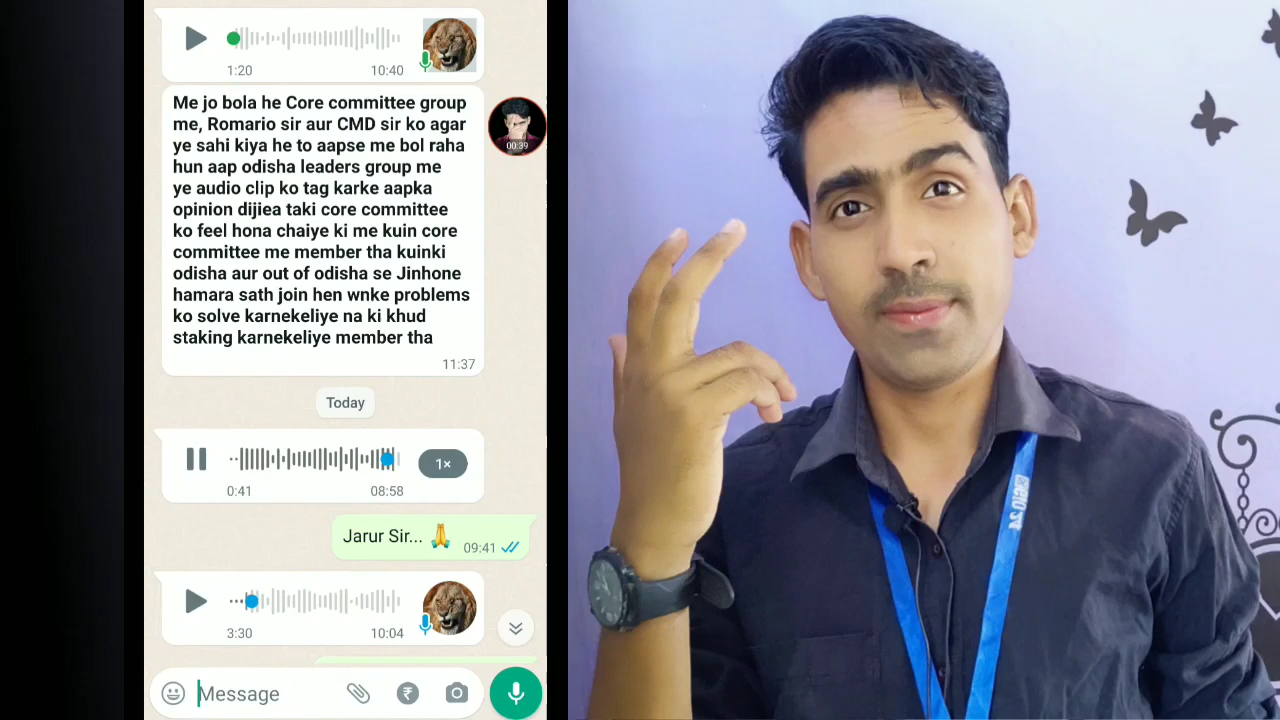 1:20
10:40
Me jo bola he Core committee group
me, Romario sir aur CMD sir ko agar
ye sahi kiya he to aapse me bol raha
hun aap odisha leaders group me
ye audio clip ko tag karke aapka
opinion dijiea taki core committee
ko feel hona chaiye ki me kuin core
committee me member tha kuinki
odisha aur out of odisha se Jinhone
hamara sath join hen wnke problems
ko solve karnekeliye na ki khud
staking karnekeliye member tha
11:37
00:39
Today
1×
0:41
08:58
Jarur Sir... 🙏
09:41
3:30
10:04
Message
₹